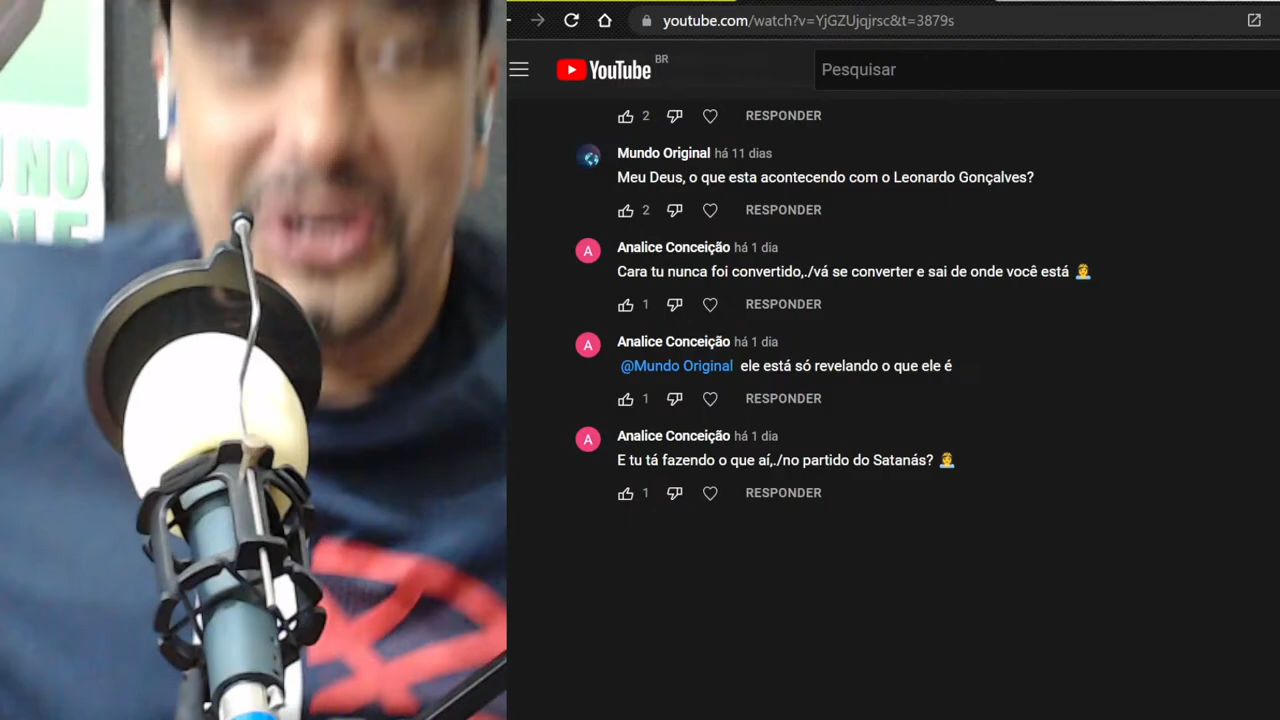 youtube.com/watch?v=YjGZUjqjrsc&t=3879s
YouTube BR
Pesquisar
2 RESPONDER
Mundo Original há 11 dias
Meu Deus, o que esta acontecendo com o Leonardo Gonçalves?
2 RESPONDER
A
Analice Conceição há 1 dia
Cara tu nunca foi convertido,./vá se converter e sai de onde você está 🤷‍♀️
1 RESPONDER
A
Analice Conceição há 1 dia
@Mundo Original ele está só revelando o que ele é
1 RESPONDER
A
Analice Conceição há 1 dia
E tu tá fazendo o que aí,./no partido do Satanás? 🤷‍♀️
1 RESPONDER
NO